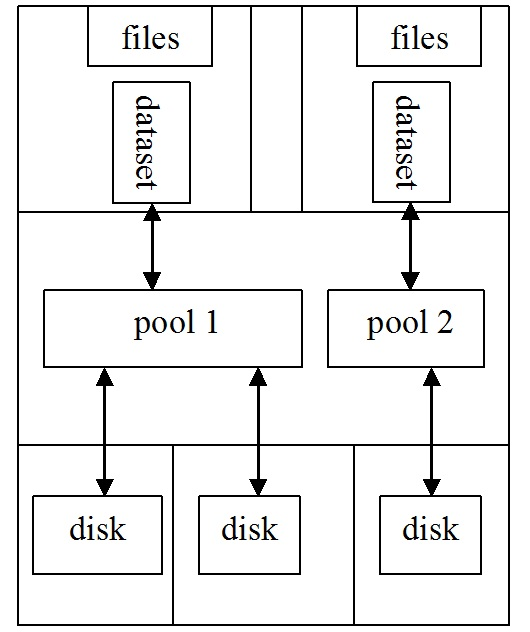 files
files
dataset
dataset
pool 1
pool 2
disk
disk
disk